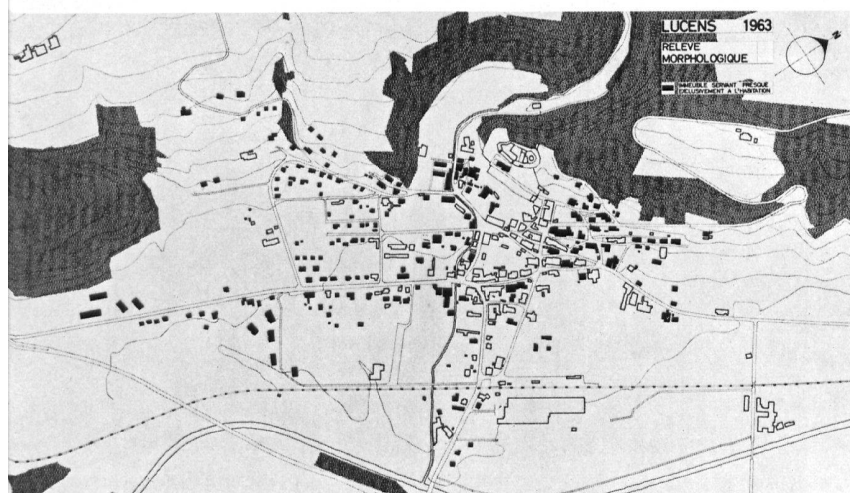 LUCENS 1963
RELEVE
MORPHOLOGIQUE
IMMEUBLE SERVANT PRESQUE
EXCLUSIVEMENT A L'HABITATION
N